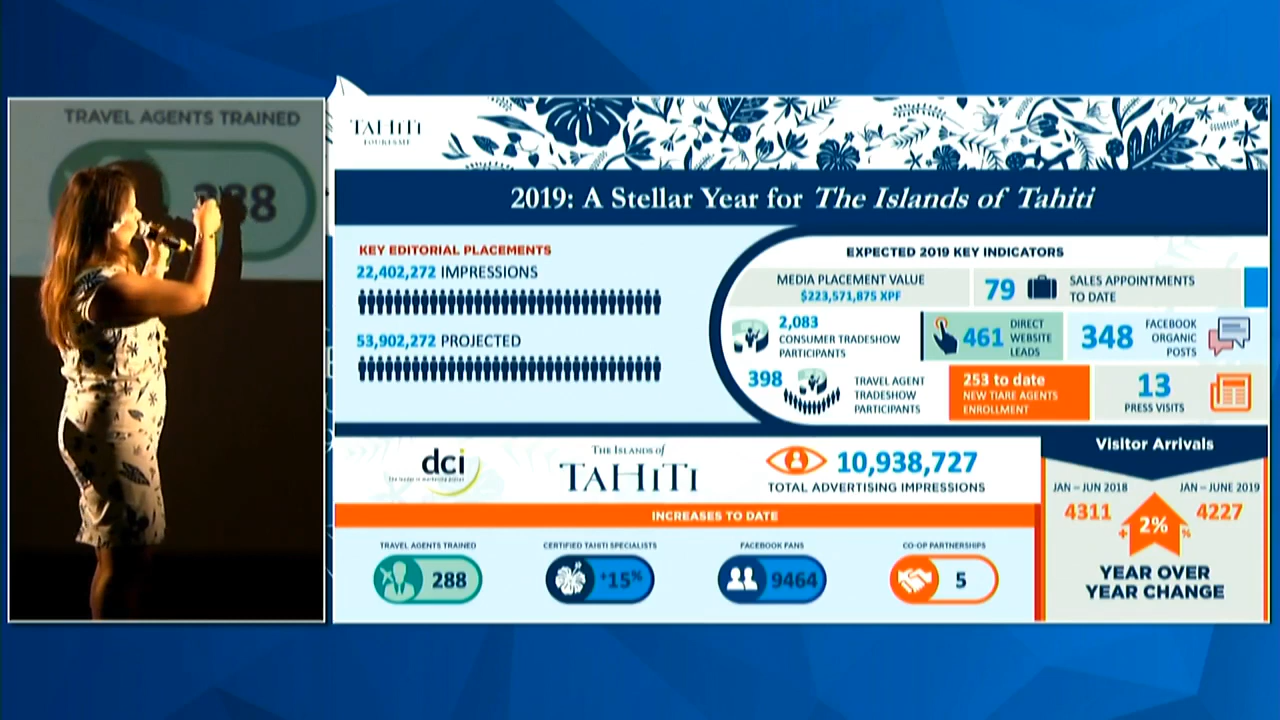 TRAVEL AGENTS TRAINED
288
TAHITI
TOURISME
2019: A Stellar Year for The Islands of Tahiti
KEY EDITORIAL PLACEMENTS
22,402,272 IMPRESSIONS
53,902,272 PROJECTED
EXPECTED 2019 KEY INDICATORS
MEDIA PLACEMENT VALUE
$223,571,875 XPF
79
SALES APPOINTMENTS
TO DATE
2,083
CONSUMER TRADESHOW
PARTICIPANTS
461
DIRECT
WEBSITE
LEADS
348
FACEBOOK
ORGANIC
POSTS
398
TRAVEL AGENT
TRADESHOW
PARTICIPANTS
253 to date
NEW TIARE AGENTS
ENROLLMENT
13
PRESS VISITS
dci
The leader in marketing places
THE ISLANDS of
TAHITI
10,938,727
TOTAL ADVERTISING IMPRESSIONS
INCREASES TO DATE
TRAVEL AGENTS TRAINED
288
CERTIFIED TAHITI SPECIALISTS
+15%
FACEBOOK FANS
9464
CO-OP PARTNERSHIPS
5
Visitor Arrivals
JAN – JUN 2018
4311
JAN – JUNE 2019
4227
+ 2% %
YEAR OVER
YEAR CHANGE